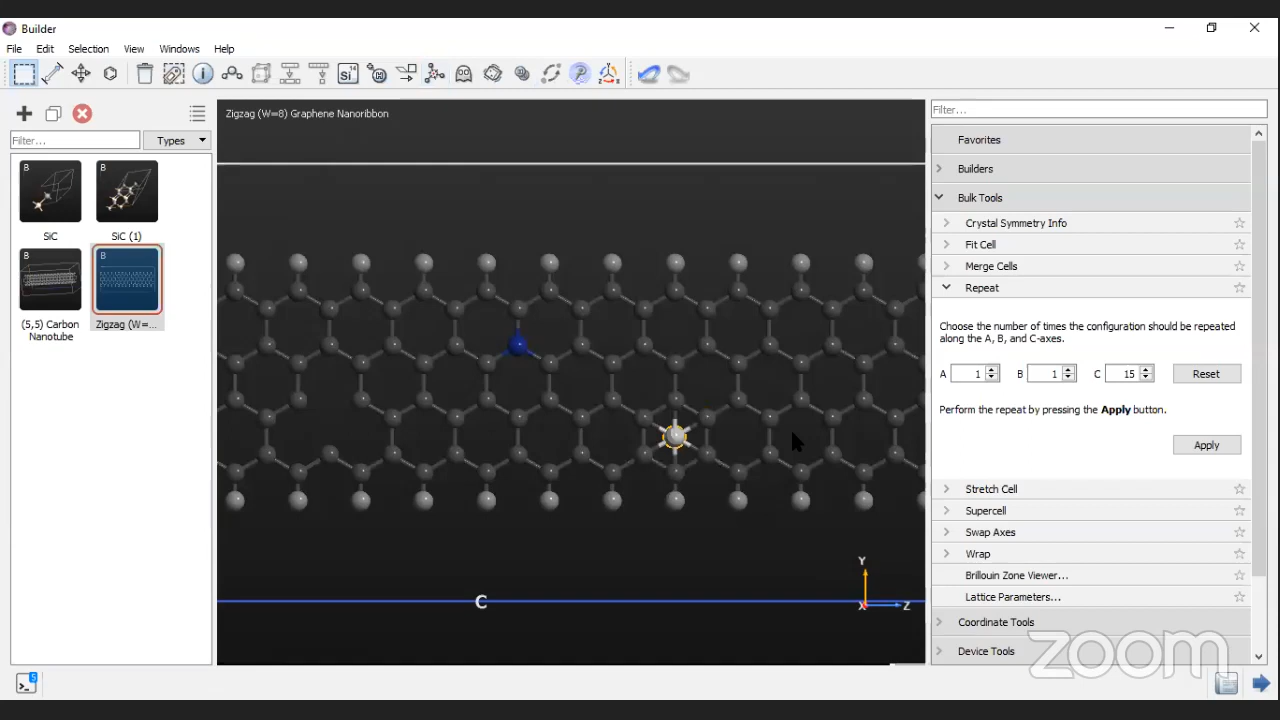 Builder
File Edit Selection View Windows Help
Si 14
Filter...
Types
B
B
SiC
SiC (1)
B
B
(5,5) Carbon
Nanotube
Zigzag (W=...
Zigzag (W=8) Graphene Nanoribbon
C
Y
X
Z
Filter...
Favorites
Builders
Bulk Tools
Crystal Symmetry Info
Fit Cell
Merge Cells
Repeat
Choose the number of times the configuration should be repeated
along the A, B, and C-axes.
A 1 B 1 C 15 Reset
Perform the repeat by pressing the Apply button.
Apply
Stretch Cell
Supercell
Swap Axes
Wrap
Brillouin Zone Viewer...
Lattice Parameters...
Coordinate Tools
Device Tools
zoom
5